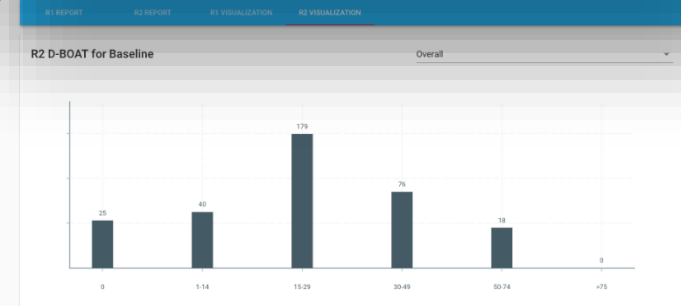 R1 REPORT R2 REPORT R1 VISUALIZATION R2 VISUALIZATION
R2 D-BOAT for Baseline Overall
179
76
40
25
18
0
0 1-14 15-29 30-49 50-74 +75